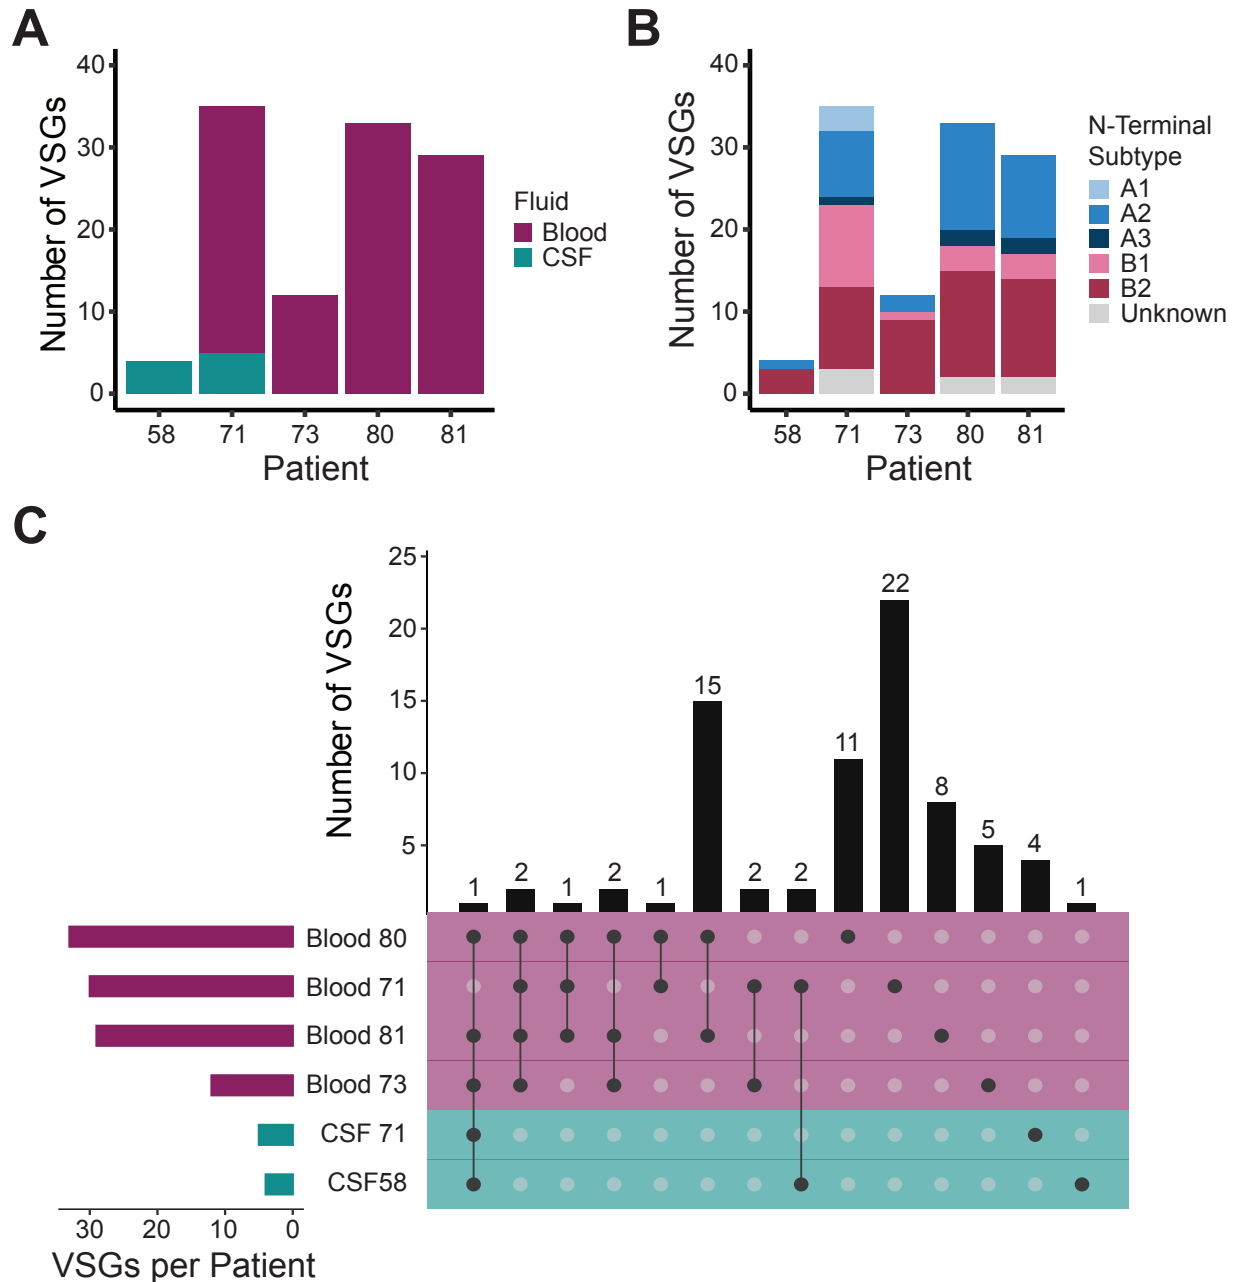 A
Number of VSGs
40
30
20
10
0
58 71 73 80 81
Patient
Fluid
Blood
CSF
B
Number of VSGs
40
30
20
10
0
58 71 73 80 81
Patient
N-Terminal
Subtype
A1
A2
A3
B1
B2
Unknown
C
Number of VSGs
25
20
15
10
5
1 2 1 2 1 15 2 2 11 22 8 5 4 1
Blood 80
Blood 71
Blood 81
Blood 73
CSF 71
CSF58
30 20 10 0
VSGs per Patient